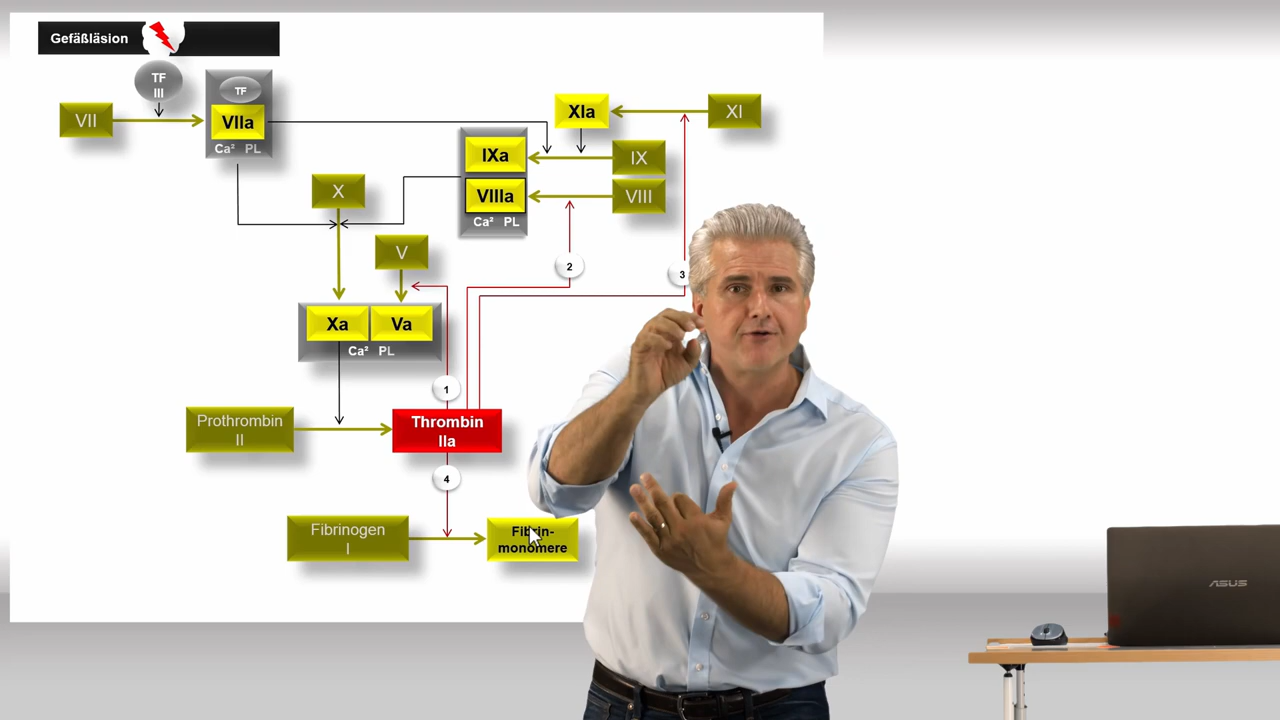 Gefäßläsion
TF
III
TF
VII
VIIa
Ca² PL
XIa
XI
IXa
IX
VIIIa
VIII
Ca² PL
X
V
2
3
Xa
Va
Ca² PL
1
Prothrombin
II
Thrombin
IIa
4
Fibrinogen
I
Fibrin-
monomere
ASUS